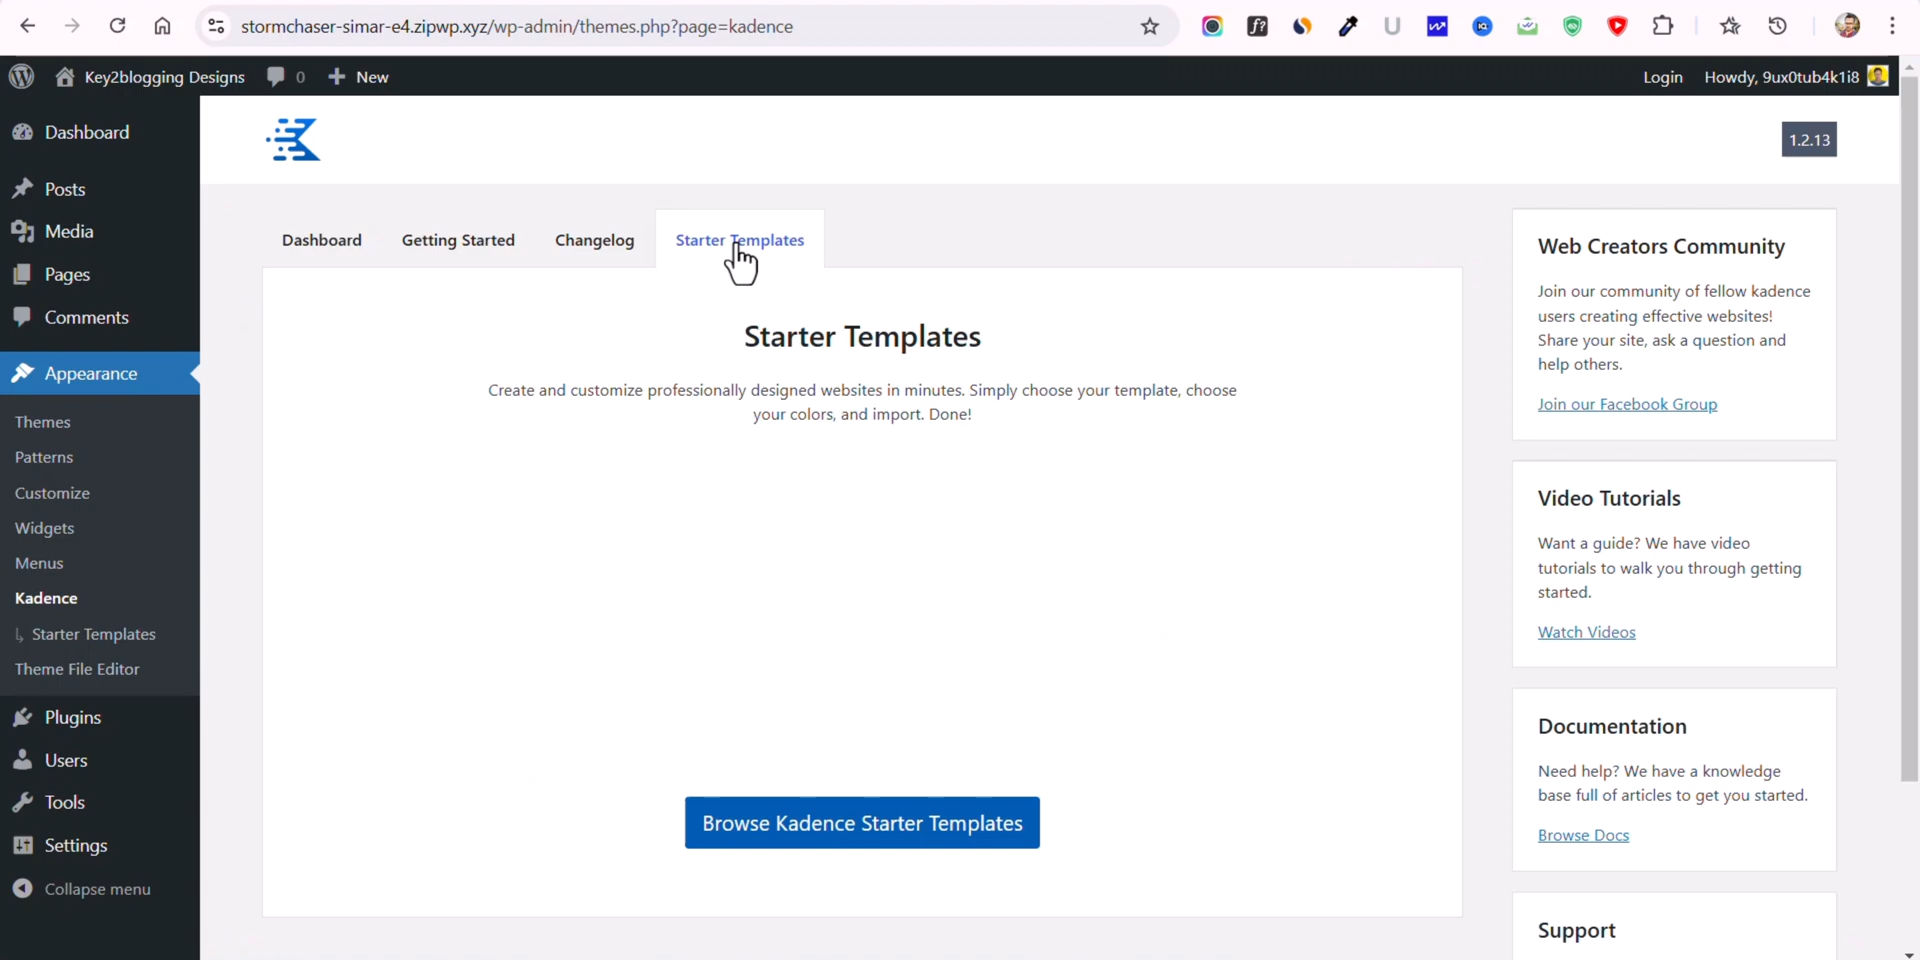 stormchaser-simar-e4.zipwp.xyz/wp-admin/themes.php?page=kadence
Key2blogging Designs
0
New
Login
Howdy, 9ux0tub4k1i8
Dashboard
Posts
Media
Pages
Comments
Appearance
Themes
Patterns
Customize
Widgets
Menus
Kadence
Starter Templates
Theme File Editor
Plugins
Users
Tools
Settings
Collapse menu
1.2.13
Dashboard
Getting Started
Changelog
Starter Templates
Starter Templates
Create and customize professionally designed websites in minutes. Simply choose your template, choose
your colors, and import. Done!
Browse Kadence Starter Templates
Web Creators Community
Join our community of fellow kadence
users creating effective websites!
Share your site, ask a question and
help others.
Join our Facebook Group
Video Tutorials
Want a guide? We have video
tutorials to walk you through getting
started.
Watch Videos
Documentation
Need help? We have a knowledge
base full of articles to get you started.
Browse Docs
Support